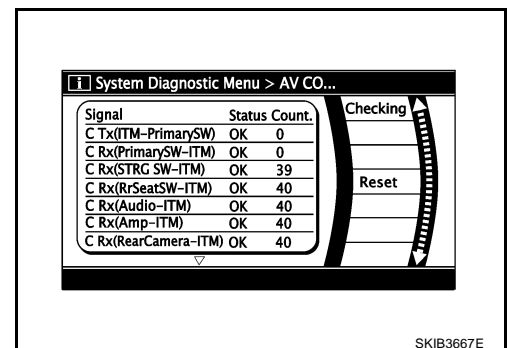 i System Diagnostic Menu > AV CO...
Signal Status Count.
C Tx(ITM-PrimarySW) OK 0
C Rx(PrimarySW-ITM) OK 0
C Rx(STRG SW-ITM) OK 39
C Rx(RrSeatSW-ITM) OK 40
C Rx(Audio-ITM) OK 40
C Rx(Amp-ITM) OK 40
C Rx(RearCamera-ITM) OK 40
Checking
Reset
SKIB3667E